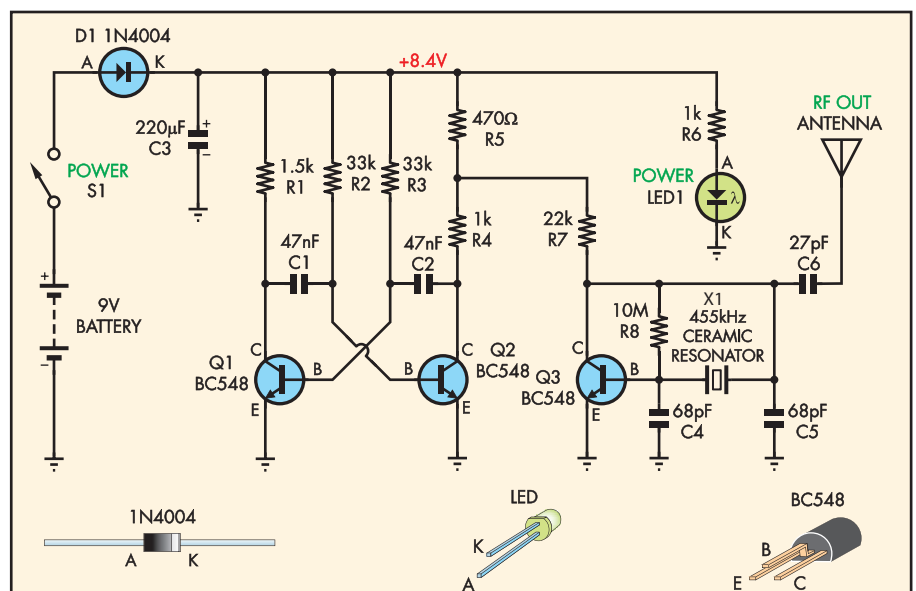 D1 1N4004
A
K
+8.4V
220µF
C3
+
–
POWER
S1
+
9V
BATTERY
–
1.5k
R1
33k
R2
33k
R3
470Ω
R5
1k
R4
22k
R7
1k
R6
POWER
LED1
A
λ
K
RF OUT
ANTENNA
27pF
C6
47nF
C1
47nF
C2
10M
R8
X1
455kHz
CERAMIC
RESONATOR
Q1
BC548
C
B
E
Q2
BC548
C
B
E
Q3
BC548
C
B
E
68pF
C4
68pF
C5
1N4004
A
K
LED
K
A
BC548
B
E
C